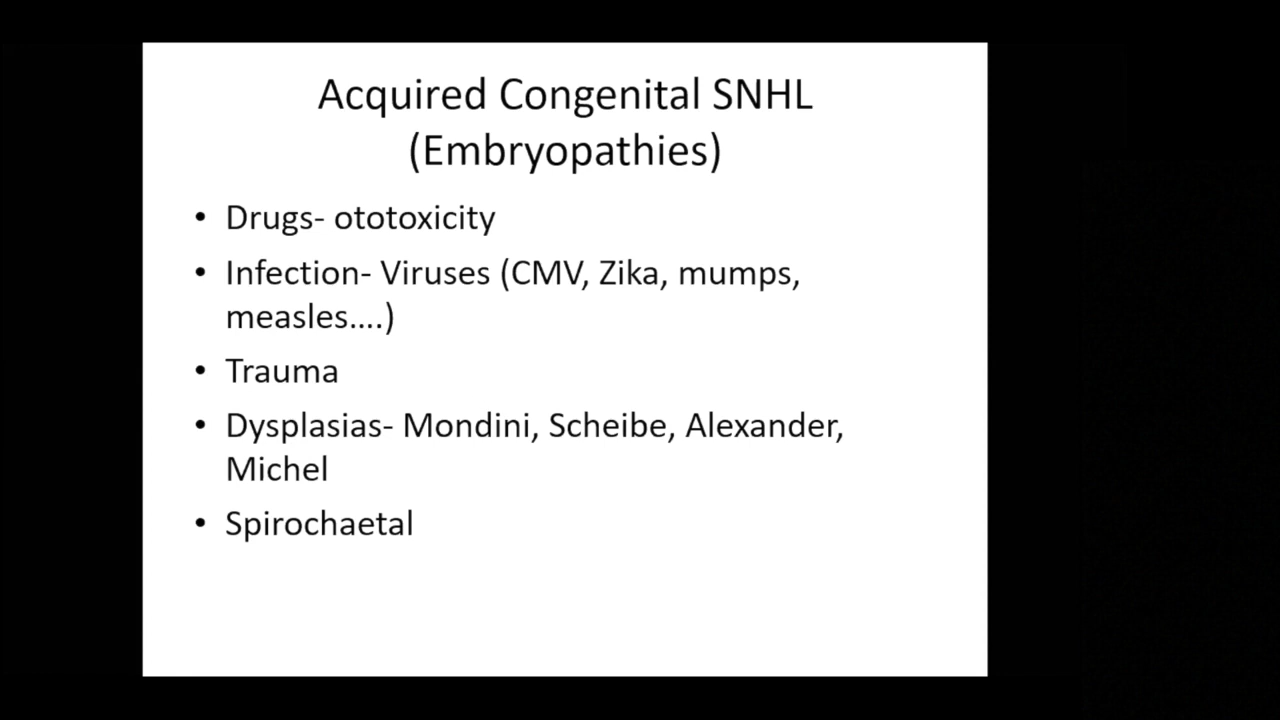 Acquired Congenital SNHL
(Embryopathies)
• Drugs- ototoxicity
• Infection- Viruses (CMV, Zika, mumps,
measles....)
• Trauma
• Dysplasias- Mondini, Scheibe, Alexander,
Michel
• Spirochaetal